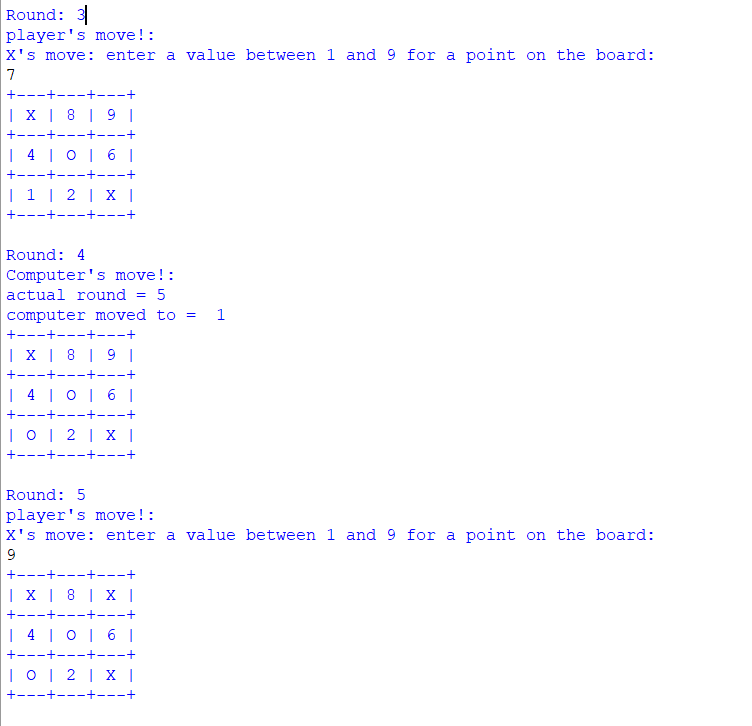 Round: 3
player's move!:
X's move: enter a value between 1 and 9 for a point on the board:
7
+---+---+---+
| X | 8 | 9 |
+---+---+---+
| 4 | O | 6 |
+---+---+---+
| 1 | 2 | X |
+---+---+---+

Round: 4
Computer's move!:
actual round = 5
computer moved to =  1
+---+---+---+
| X | 8 | 9 |
+---+---+---+
| 4 | O | 6 |
+---+---+---+
| O | 2 | X |
+---+---+---+

Round: 5
player's move!:
X's move: enter a value between 1 and 9 for a point on the board:
9
+---+---+---+
| X | 8 | X |
+---+---+---+
| 4 | O | 6 |
+---+---+---+
| O | 2 | X |
+---+---+---+